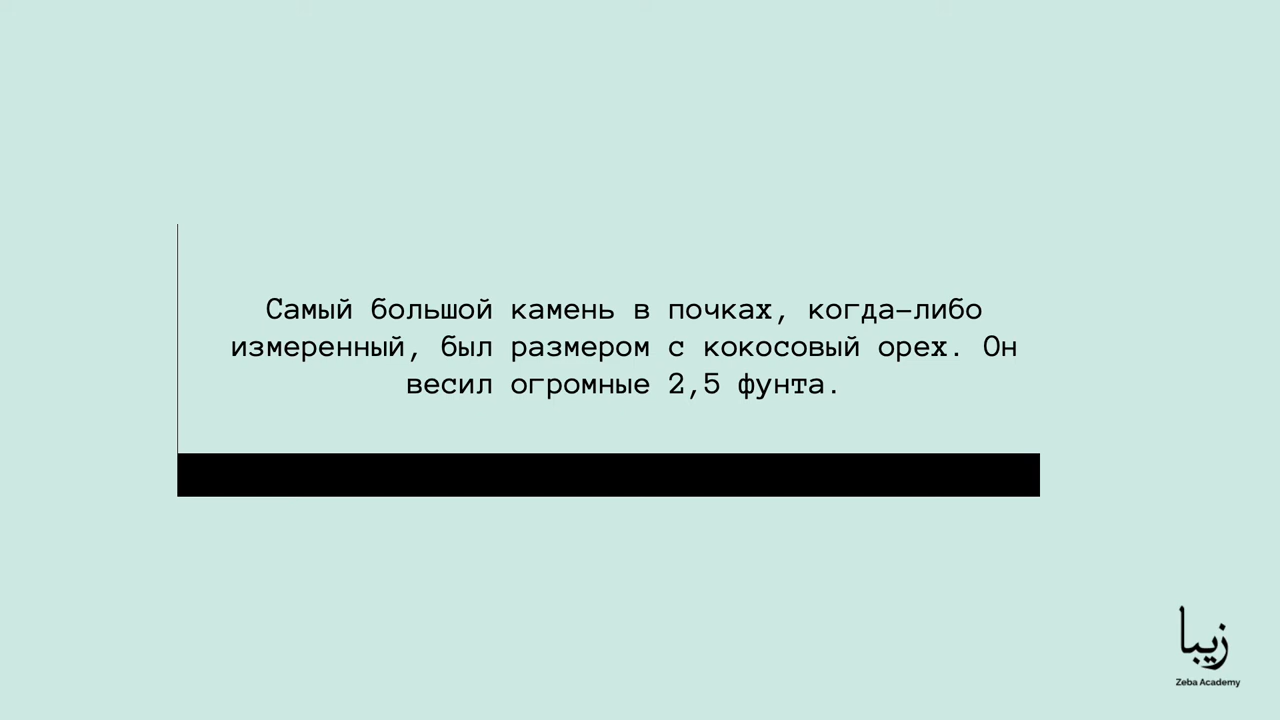 Самый большой камень в почках, когда-либо
измеренный, был размером с кокосовый орех. Он
весил огромные 2,5 фунта.
زیبا
Zeba Academy